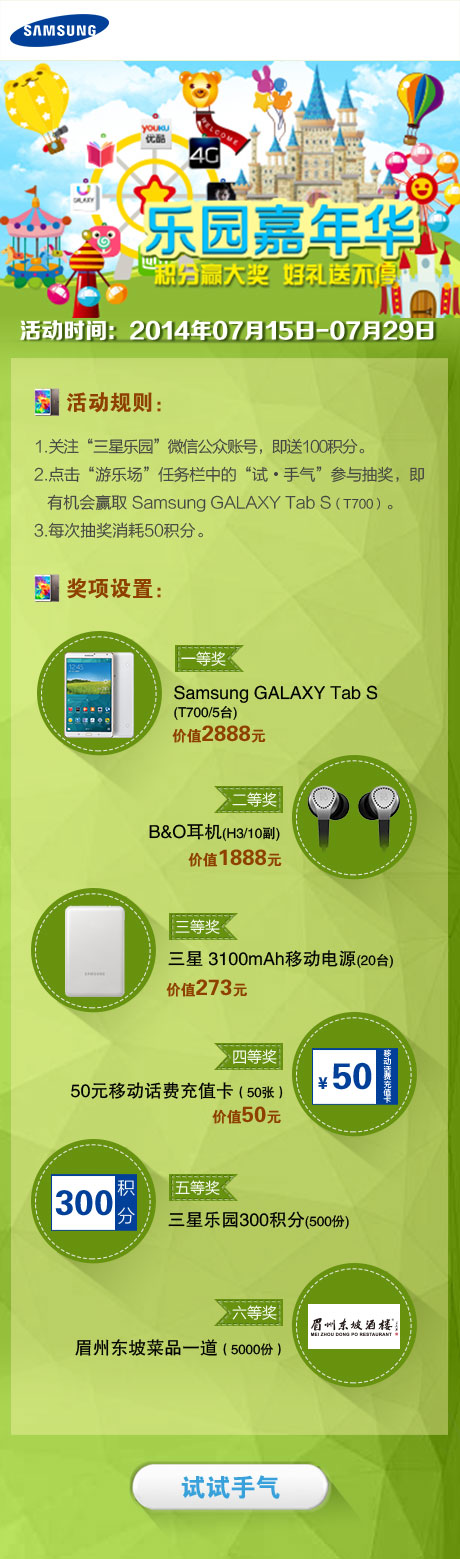 SAMSUNG
YOUKU
优酷
WELCOME
4G
GALAXY
乐园嘉年华
积分赢大奖 好礼送不停
活动时间：2014年07月15日-07月29日
活动规则：
1.关注“三星乐园”微信公众账号，即送100积分。
2.点击“游乐场”任务栏中的“试·手气”参与抽奖，即
有机会赢取 Samsung GALAXY Tab S（T700）。
3.每次抽奖消耗50积分。
奖项设置：
一等奖
Samsung GALAXY Tab S
(T700/5台)
价值2888元
二等奖
B&O耳机(H3/10副)
价值1888元
三等奖
三星 3100mAh移动电源(20台)
价值273元
SAMSUNG
四等奖
50元移动话费充值卡（50张）
价值50元
¥50
移动话费充值卡
300积分
五等奖
三星乐园300积分(500份)
六等奖
眉州东坡菜品一道（5000份）
眉州东坡酒楼
MEI ZHOU DONG PO RESTAURANT
试试手气